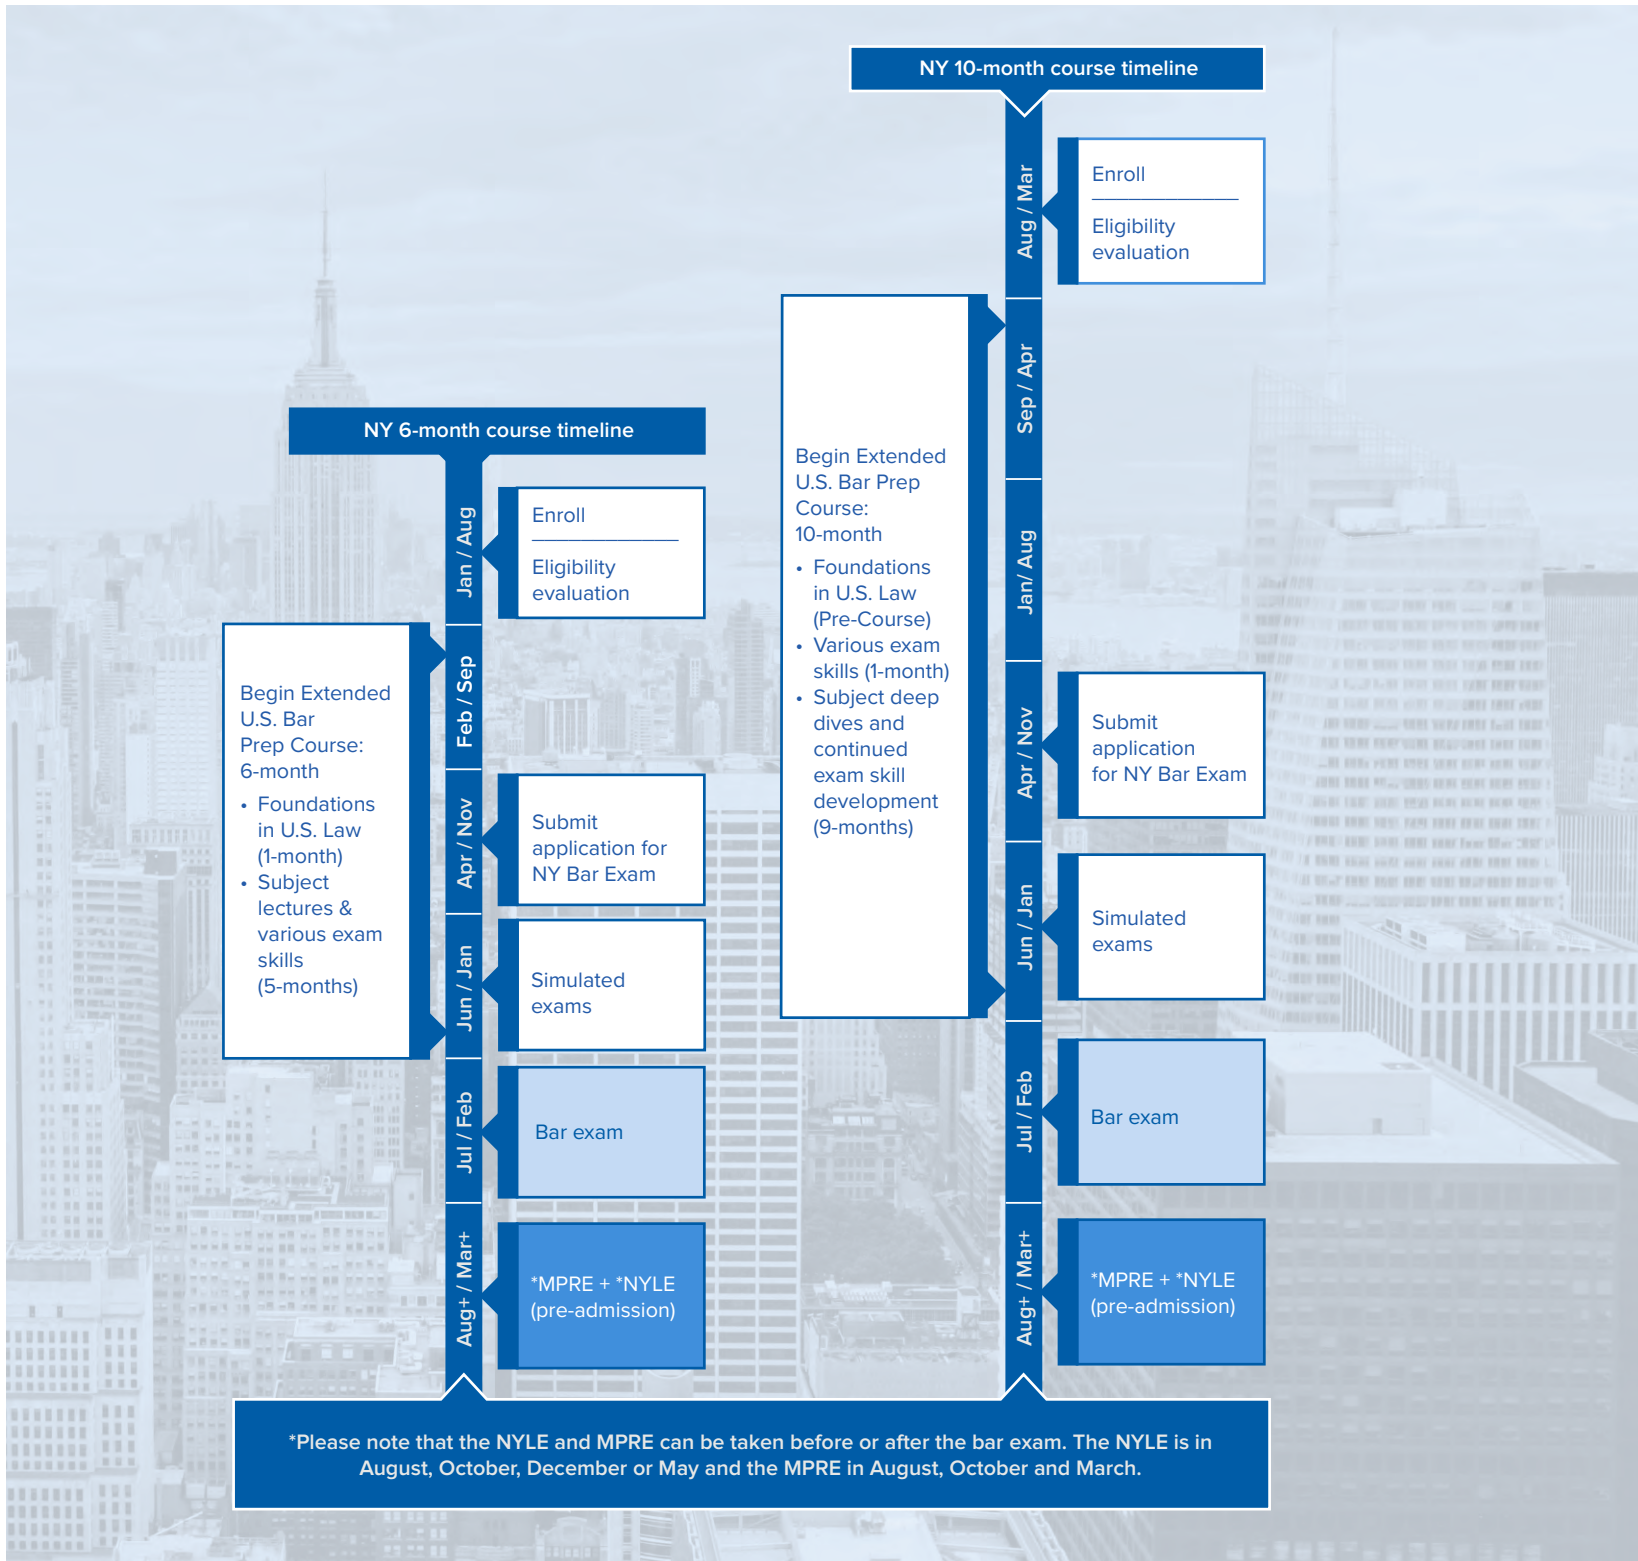 NY 10-month course timeline
Aug / Mar
Enroll
Eligibility
evaluation
Sep / Apr
Begin Extended
U.S. Bar Prep
Course:
10-month
• Foundations
in U.S. Law
(Pre-Course)
• Various exam
skills (1-month)
• Subject deep
dives and
continued
exam skill
development
(9-months)
Jan/ Aug
Apr / Nov
Submit
application
for NY Bar Exam
Jun / Jan
Simulated
exams
Jul / Feb
Bar exam
Aug+ / Mar+
*MPRE + *NYLE
(pre-admission)
NY 6-month course timeline
Jan / Aug
Enroll
Eligibility
evaluation
Feb / Sep
Begin Extended
U.S. Bar
Prep Course:
6-month
• Foundations
in U.S. Law
(1-month)
• Subject
lectures &
various exam
skills
(5-months)
Apr / Nov
Submit
application for
NY Bar Exam
Jun / Jan
Simulated
exams
Jul / Feb
Bar exam
Aug+ / Mar+
*MPRE + *NYLE
(pre-admission)
*Please note that the NYLE and MPRE can be taken before or after the bar exam. The NYLE is in
August, October, December or May and the MPRE in August, October and March.